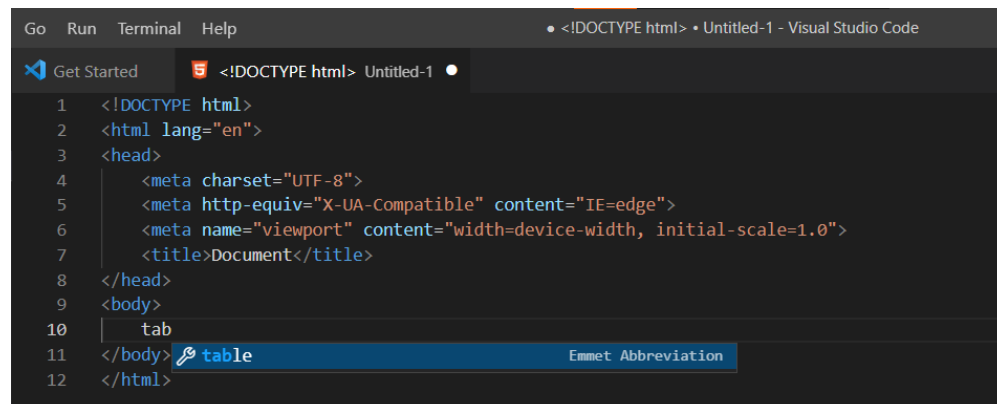 Go Run Terminal Help ● <!DOCTYPE html> • Untitled-1 - Visual Studio Code
Get Started <!DOCTYPE html> Untitled-1 ●
1 <!DOCTYPE html>
2 <html lang="en">
3 <head>
4 <meta charset="UTF-8">
5 <meta http-equiv="X-UA-Compatible" content="IE=edge">
6 <meta name="viewport" content="width=device-width, initial-scale=1.0">
7 <title>Document</title>
8 </head>
9 <body>
10 tab
11 </body> table Emmet Abbreviation
12 </html>